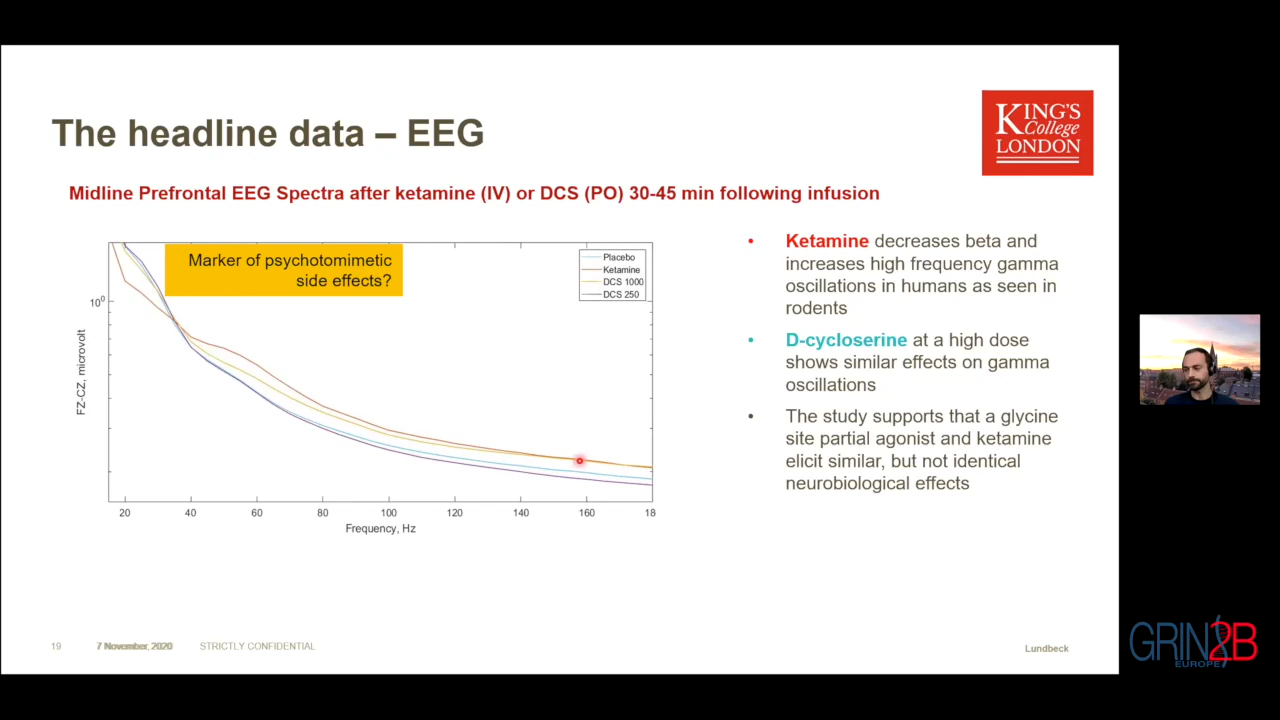 The headline data – EEG
KING'S
College
LONDON
Midline Prefrontal EEG Spectra after ketamine (IV) or DCS (PO) 30-45 min following infusion
Marker of psychotomimetic
side effects?
Placebo
Ketamine
DCS 1000
DCS 250
10⁰
FZ-CZ, microvolt
20 40 60 80 100 120 140 160 18
Frequency, Hz
• Ketamine decreases beta and
increases high frequency gamma
oscillations in humans as seen in
rodents
• D-cycloserine at a high dose
shows similar effects on gamma
oscillations
• The study supports that a glycine
site partial agonist and ketamine
elicit similar, but not identical
neurobiological effects
19 7 November, 2020 STRICTLY CONFIDENTIAL
Lundbeck
GRIN2B
EUROPE